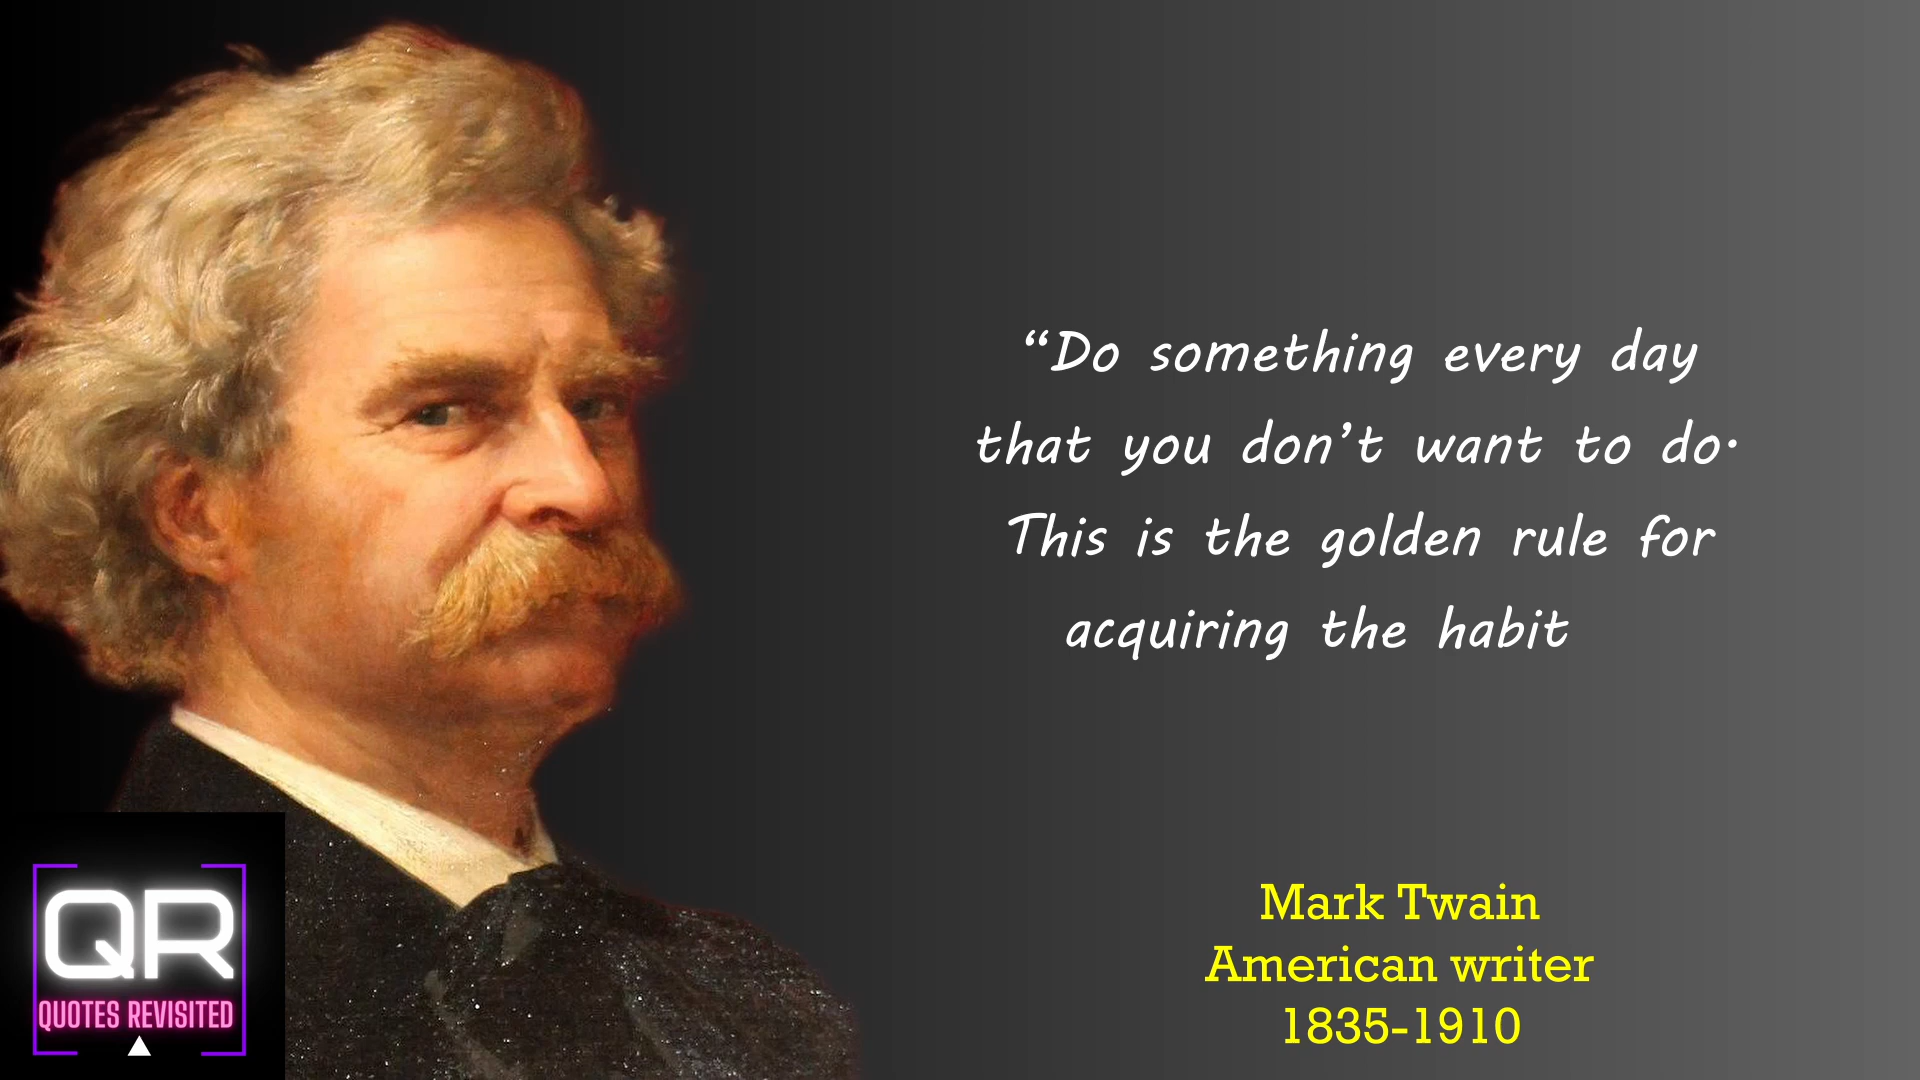 “Do something every day
that you don’t want to do.
This is the golden rule for
acquiring the habit
Mark Twain
American writer
1835-1910
QR
QUOTES REVISITED